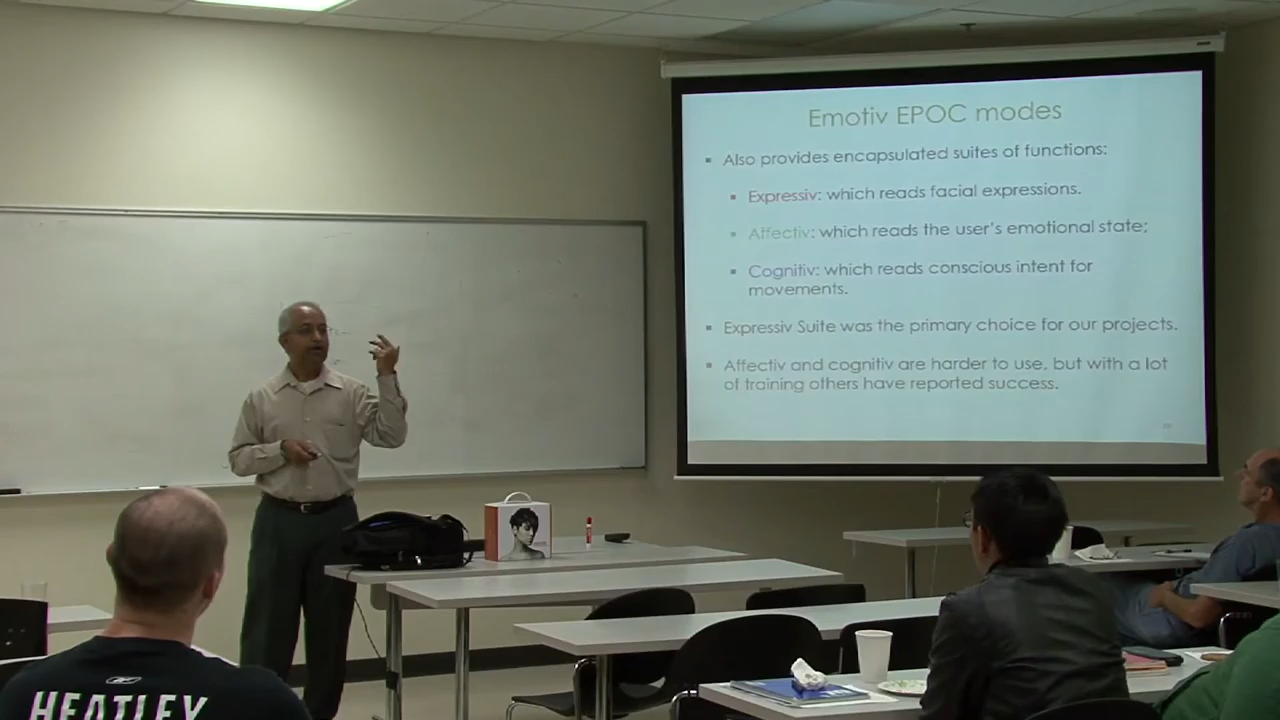 Emotiv EPOC modes
Also provides encapsulated suites of functions:
Expressiv: which reads facial expressions.
Affectiv: which reads the user's emotional state;
Cognitiv: which reads conscious intent for
movements.
Expressiv Suite was the primary choice for our projects.
Affectiv and cognitiv are harder to use, but with a lot
of training others have reported success.
HEATLEY